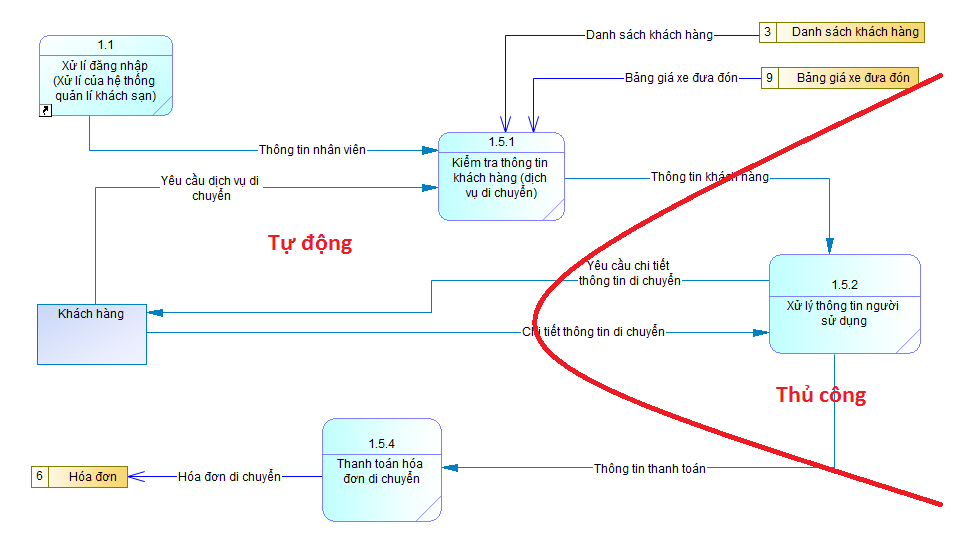 Danh sách khách hàng
3 Danh sách khách hàng
1.1
Xử lí đăng nhập
(Xử lí của hệ thống
quản lí khách sạn)
Bảng giá xe đưa đón
9 Bảng giá xe đưa đón
Thông tin nhân viên
1.5.1
Kiểm tra thông tin
khách hàng (dịch
vụ di chuyển)
Yêu cầu dịch vụ di
chuyển
Thông tin khách hàng
Tự động
Yêu cầu chi tiết
thông tin di chuyển
1.5.2
Xử lý thông tin người
sử dụng
Khách hàng
Chi tiết thông tin di chuyển
Thủ công
1.5.4
Thanh toán hóa
đơn di chuyển
Thông tin thanh toán
6 Hóa đơn
Hóa đơn di chuyển